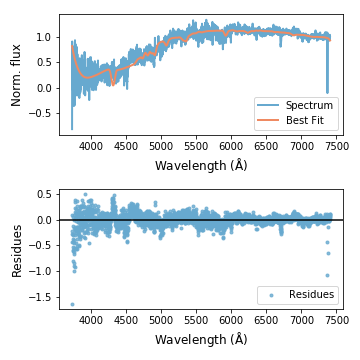 Norm. flux
1.0
0.5
0.0
−0.5
Spectrum
Best Fit
4000 4500 5000 5500 6000 6500 7000 7500
Wavelength (Å)
Residues
0.5
0.0
−0.5
−1.0
−1.5
Residues
4000 4500 5000 5500 6000 6500 7000 7500
Wavelength (Å)